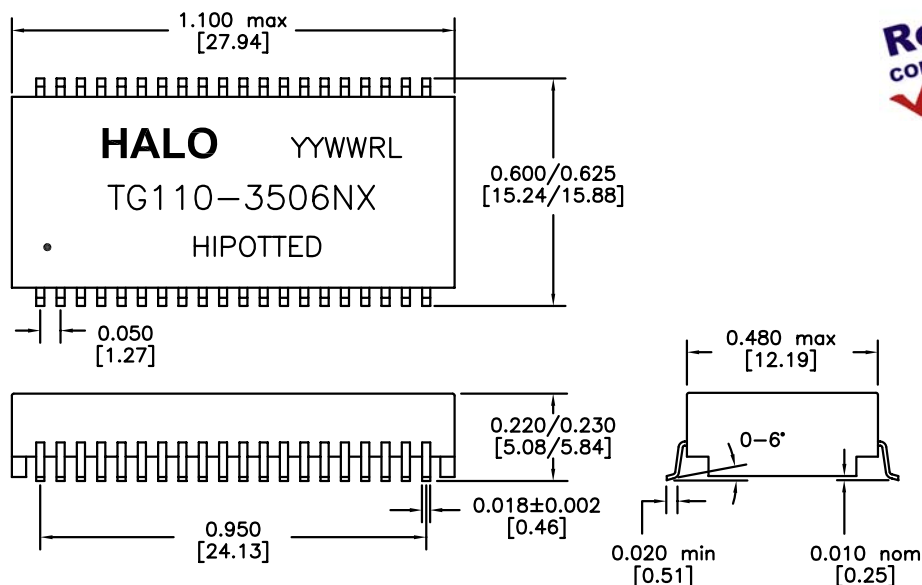 1.100 max
[27.94]
HALO YYWWRL
TG110-3506NX
HIPOTTED
0.600/0.625
[15.24/15.88]
0.050
[1.27]
0.480 max
[12.19]
0.220/0.230
[5.08/5.84]
0-6°
0.018±0.002
[0.46]
0.950
[24.13]
0.020 min
[0.51]
0.010 nom
[0.25]